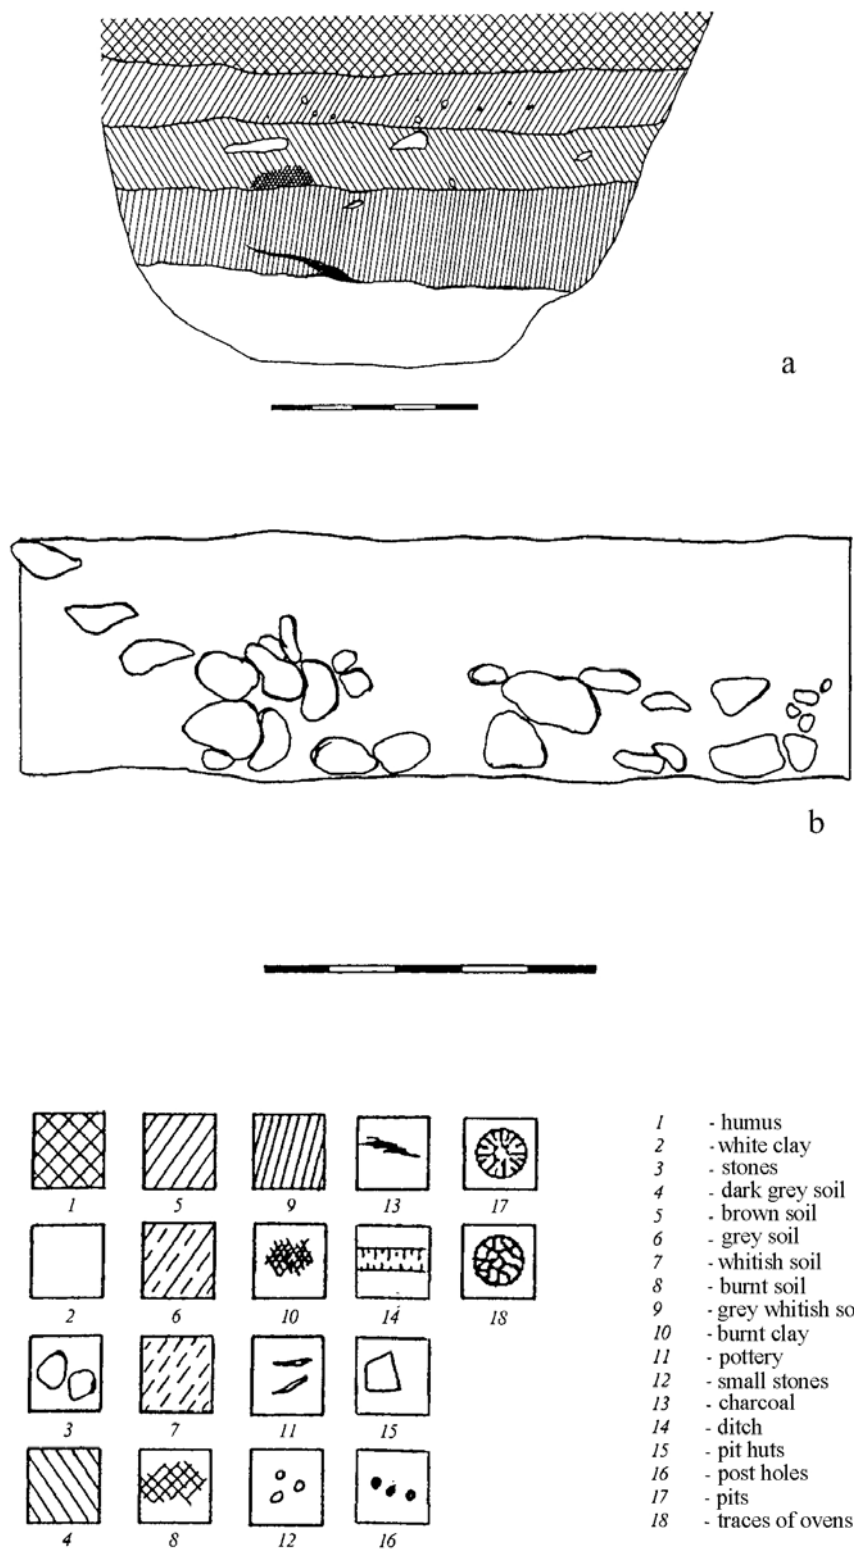 a
b
1 5 9 13 17
2 6 10 14 18
3 7 11 15
4 8 12 16
1 - humus
2 - white clay
3 - stones
4 - dark grey soil
5 - brown soil
6 - grey soil
7 - whitish soil
8 - burnt soil
9 - grey whitish so
10 - burnt clay
11 - pottery
12 - small stones
13 - charcoal
14 - ditch
15 - pit huts
16 - post holes
17 - pits
18 - traces of ovens